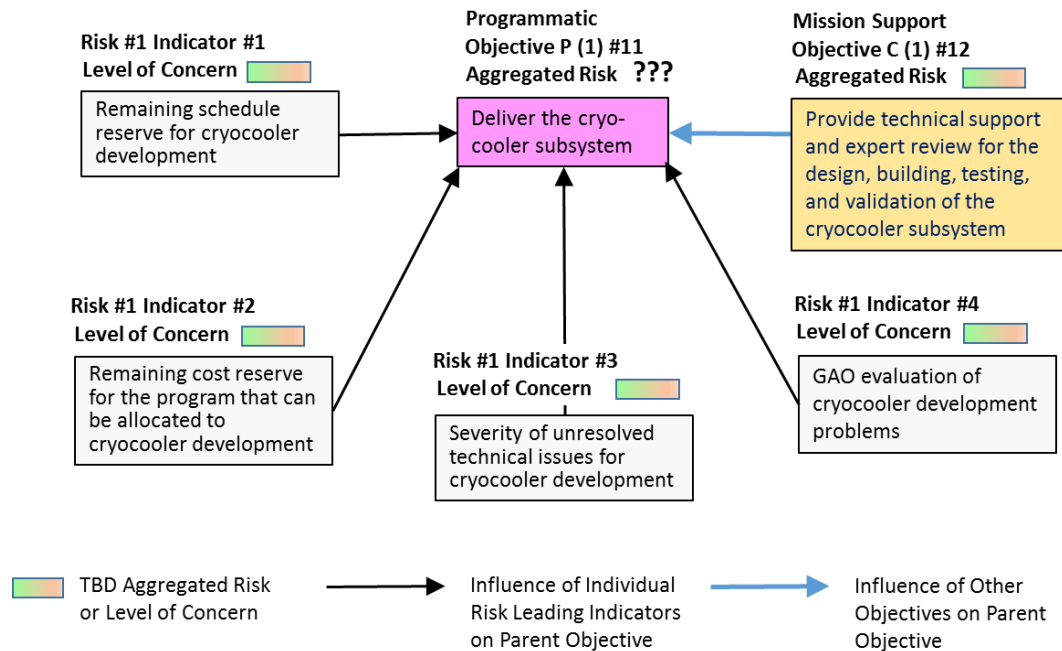 Risk #1 Indicator #1
Level of Concern
Remaining schedule
reserve for cryocooler
development
Programmatic
Objective P (1) #11
Aggregated Risk ???
Deliver the cryo-
cooler subsystem
Mission Support
Objective C (1) #12
Aggregated Risk
Provide technical support
and expert review for the
design, building, testing,
and validation of the
cryocooler subsystem
Risk #1 Indicator #2
Level of Concern
Remaining cost reserve
for the program that can
be allocated to
cryocooler development
Risk #1 Indicator #3
Level of Concern
Severity of unresolved
technical issues for
cryocooler development
Risk #1 Indicator #4
Level of Concern
GAO evaluation of
cryocooler development
problems
TBD Aggregated Risk
or Level of Concern
Influence of Individual
Risk Leading Indicators
on Parent Objective
Influence of Other
Objectives on Parent
Objective